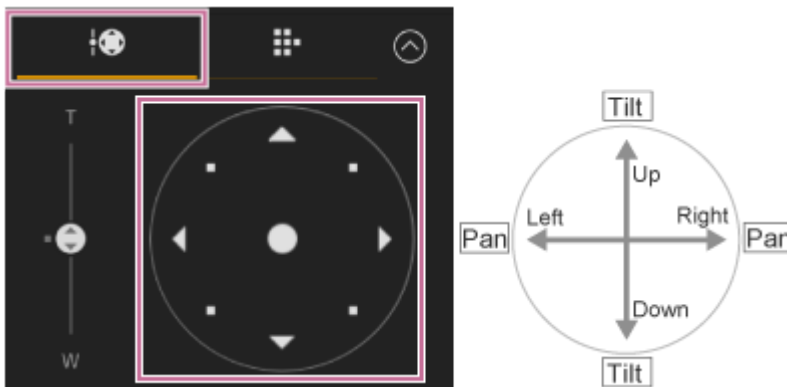 T
W
Tilt
Up
Left
Right
Pan
Pan
Down
Tilt